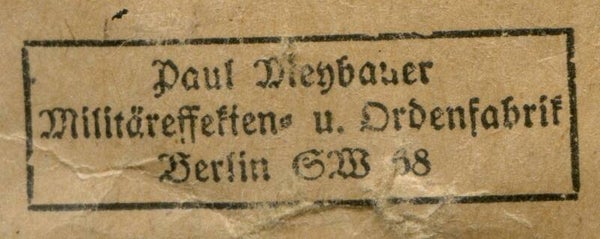 Paul Meybauer
Militäreffekten- u. Ordenfabrik
Berlin SW 68